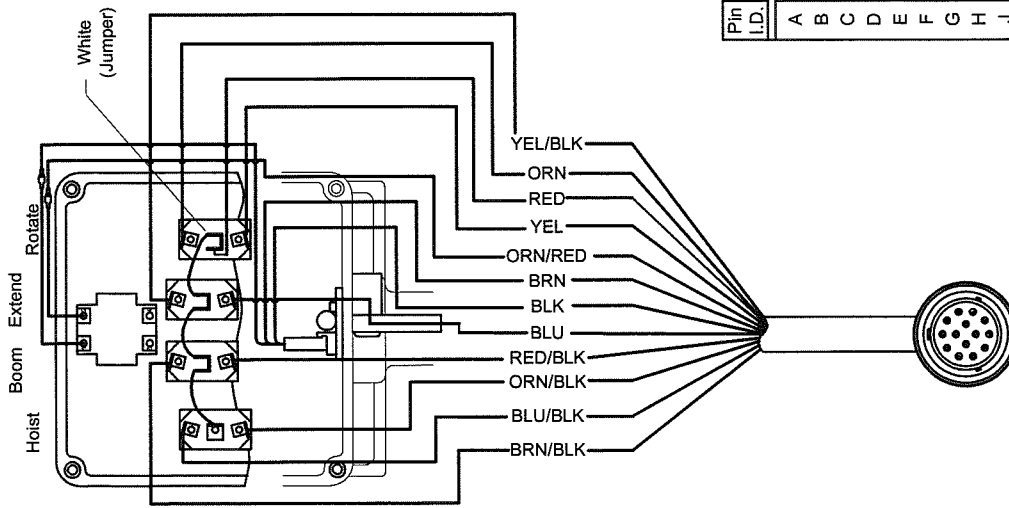 White
(Jumper)
Rotate
Extend
Boom
Hoist
YEL/BLK
ORN
RED
YEL
ORN/RED
BRN
BLK
BLU
RED/BLK
ORN/BLK
BLU/BLK
BRN/BLK
Pin
I.D.
A
B
C
D
E
F
G
H